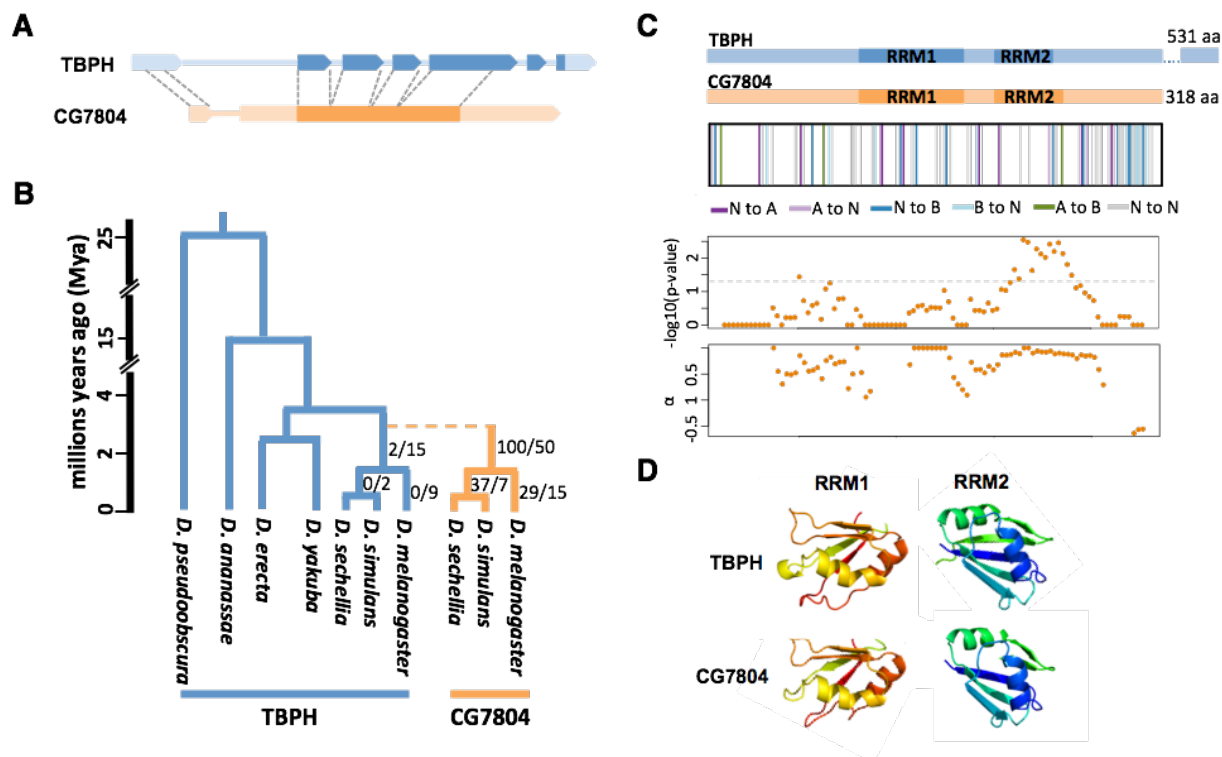 A
TBPH
CG7804
B
millions years ago (Mya)
25
15
4
2
0
2/15
0/2
0/9
100/50
37/7
29/15
D. pseudoobscura
D. ananassae
D. erecta
D. yakuba
D. sechellia
D. simulans
D. melanogaster
D. sechellia
D. simulans
D. melanogaster
TBPH
CG7804
C
TBPH
531 aa
RRM1 RRM2
CG7804
RRM1 RRM2
318 aa
N to A A to N N to B B to N A to B N to N
-log10(p-value)
2
1
0
α
0.5
1
-0.5
D
RRM1 RRM2
TBPH
CG7804